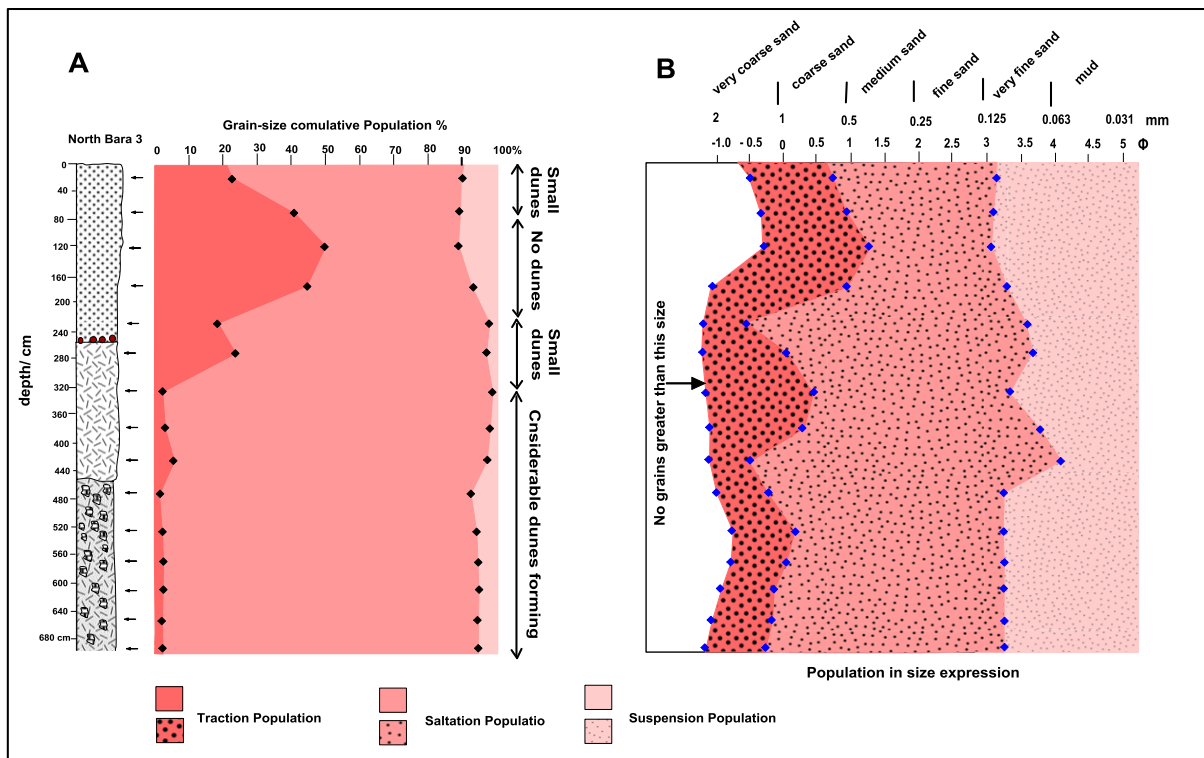 A
North Bara 3
Grain-size comulative Population %
0 10 20 30 40 50 60 70 80 90 100%
depth/ cm
0
40
80
120
160
200
240
280
320
360
400
440
480
520
560
600
640
680 cm
Small dunes
No dunes
Small dunes
Cnsiderable dunes forming
B
very coarse sand
coarse sand
medium sand
fine sand
very fine sand
mud
2 1 0.5 0.25 0.125 0.063 0.031 mm
-1.0 -0.5 0 0.5 1 1.5 2 2.5 3 3.5 4 4.5 5 Φ
No grains greater than this size
Population in size expression
Traction Population
Saltation Populatio
Suspension Population